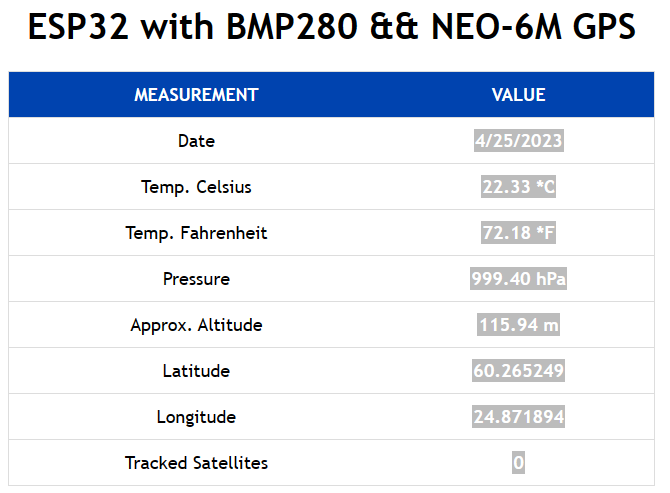 ESP32 with BMP280 && NEO-6M GPS
MEASUREMENT VALUE
Date 4/25/2023
Temp. Celsius 22.33 *C
Temp. Fahrenheit 72.18 *F
Pressure 999.40 hPa
Approx. Altitude 115.94 m
Latitude 60.265249
Longitude 24.871894
Tracked Satellites 0